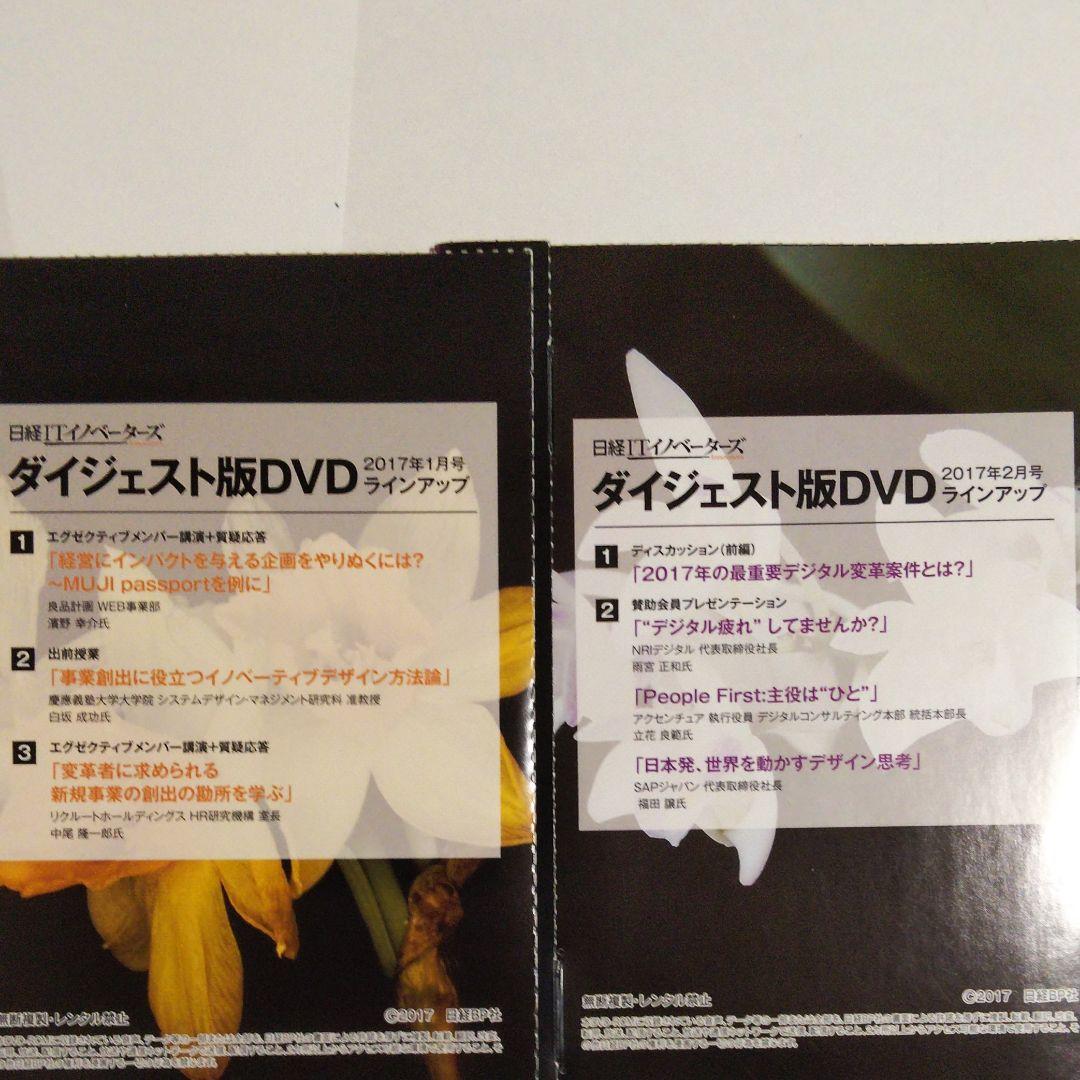 日経ITイノベーターズ
ダイジェスト版DVD 2017年1月号 ラインアップ
1 エグゼクティブメンバー講演+質疑応答
「経営にインパクトを与える企画をやりぬくには?
～MUJI passportを例に」
良品計画 WEB事業部
濱野 幸介氏
2 出前授業
「事業創出に役立つイノベーティブデザイン方法論」
慶應義塾大学大学院 システムデザイン・マネジメント研究科 准教授
白坂 成功氏
3 エグゼクティブメンバー講演+質疑応答
「変革者に求められる
新規事業の創出の勘所を学ぶ」
リクルートホールディングス HR研究機構 室長
中尾 隆一郎氏
無断複製・レンタル禁止
©2017 日経BP社
日経ITイノベーターズ
ダイジェスト版DVD 2017年2月号 ラインアップ
1 ディスカッション(前編)
「2017年の最重要デジタル変革案件とは?」
2 賛助会員プレゼンテーション
「“デジタル疲れ” してませんか?」
NRIデジタル 代表取締役社長
雨宮 正和氏
「People First:主役は“ひと”」
アクセンチュア 執行役員 デジタルコンサルティング本部 統括本部長
立花 良範氏
「日本発、世界を動かすデザイン思考」
SAPジャパン 代表取締役社長
福田 譲氏
無断複製・レンタル禁止
©2017 日経BP社